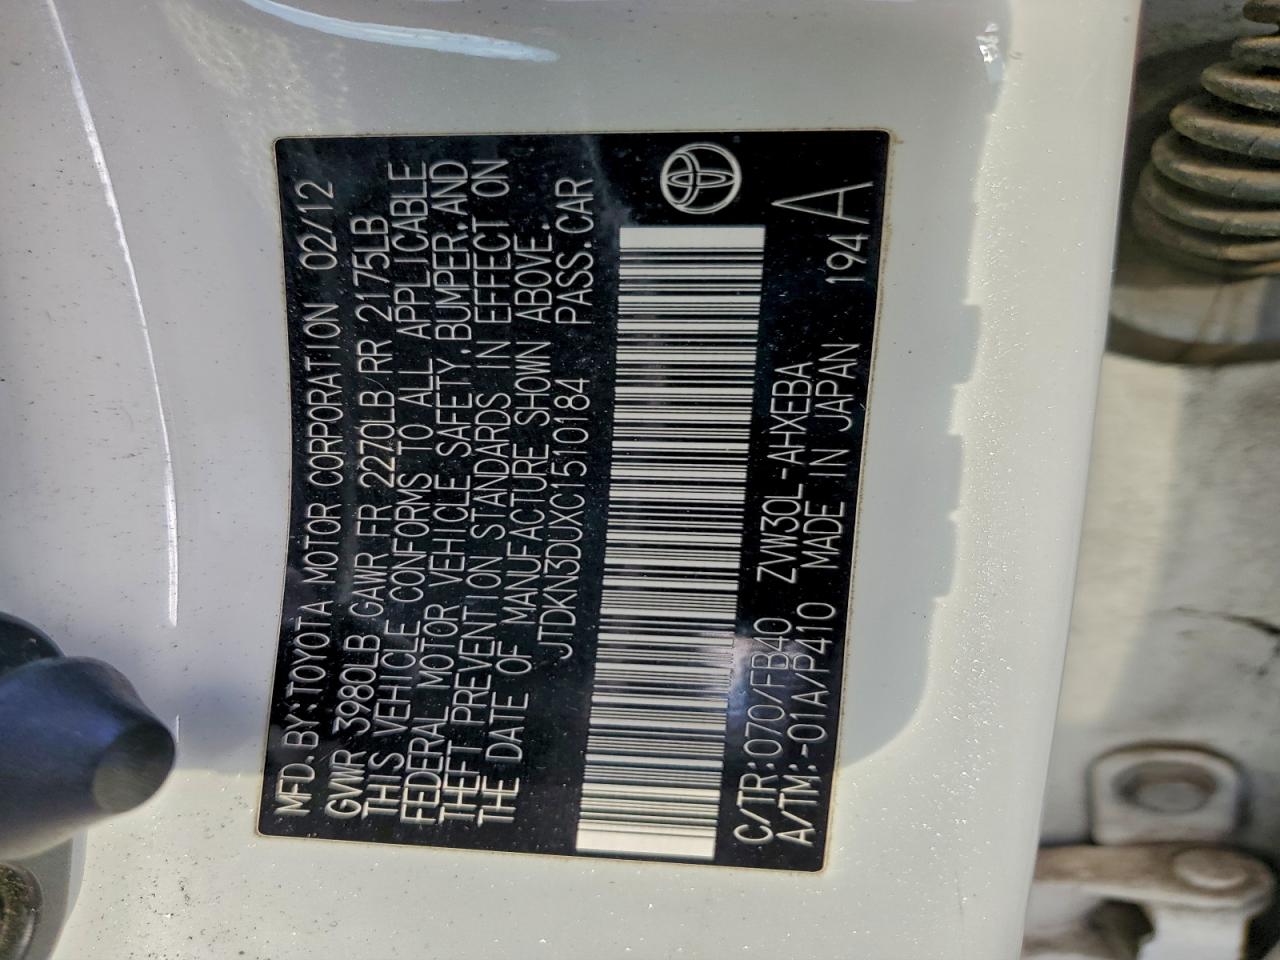 MFD. BY: TOYOTA MOTOR CORPORATION 02/12
GVWR 3980LB GAWR FR 2270LB RR 2175LB
THIS VEHICLE CONFORMS TO ALL APPLICABLE
FEDERAL MOTOR VEHICLE SAFETY, BUMPER, AND
THEFT PREVENTION STANDARDS IN EFFECT ON
THE DATE OF MANUFACTURE SHOWN ABOVE.
JTDKN3DUXC1510184 PASS. CAR
C/TR: 070/FB40 ZVW30L-AHXEBA
A/TM: -01A/P410 MADE IN JAPAN 194 A